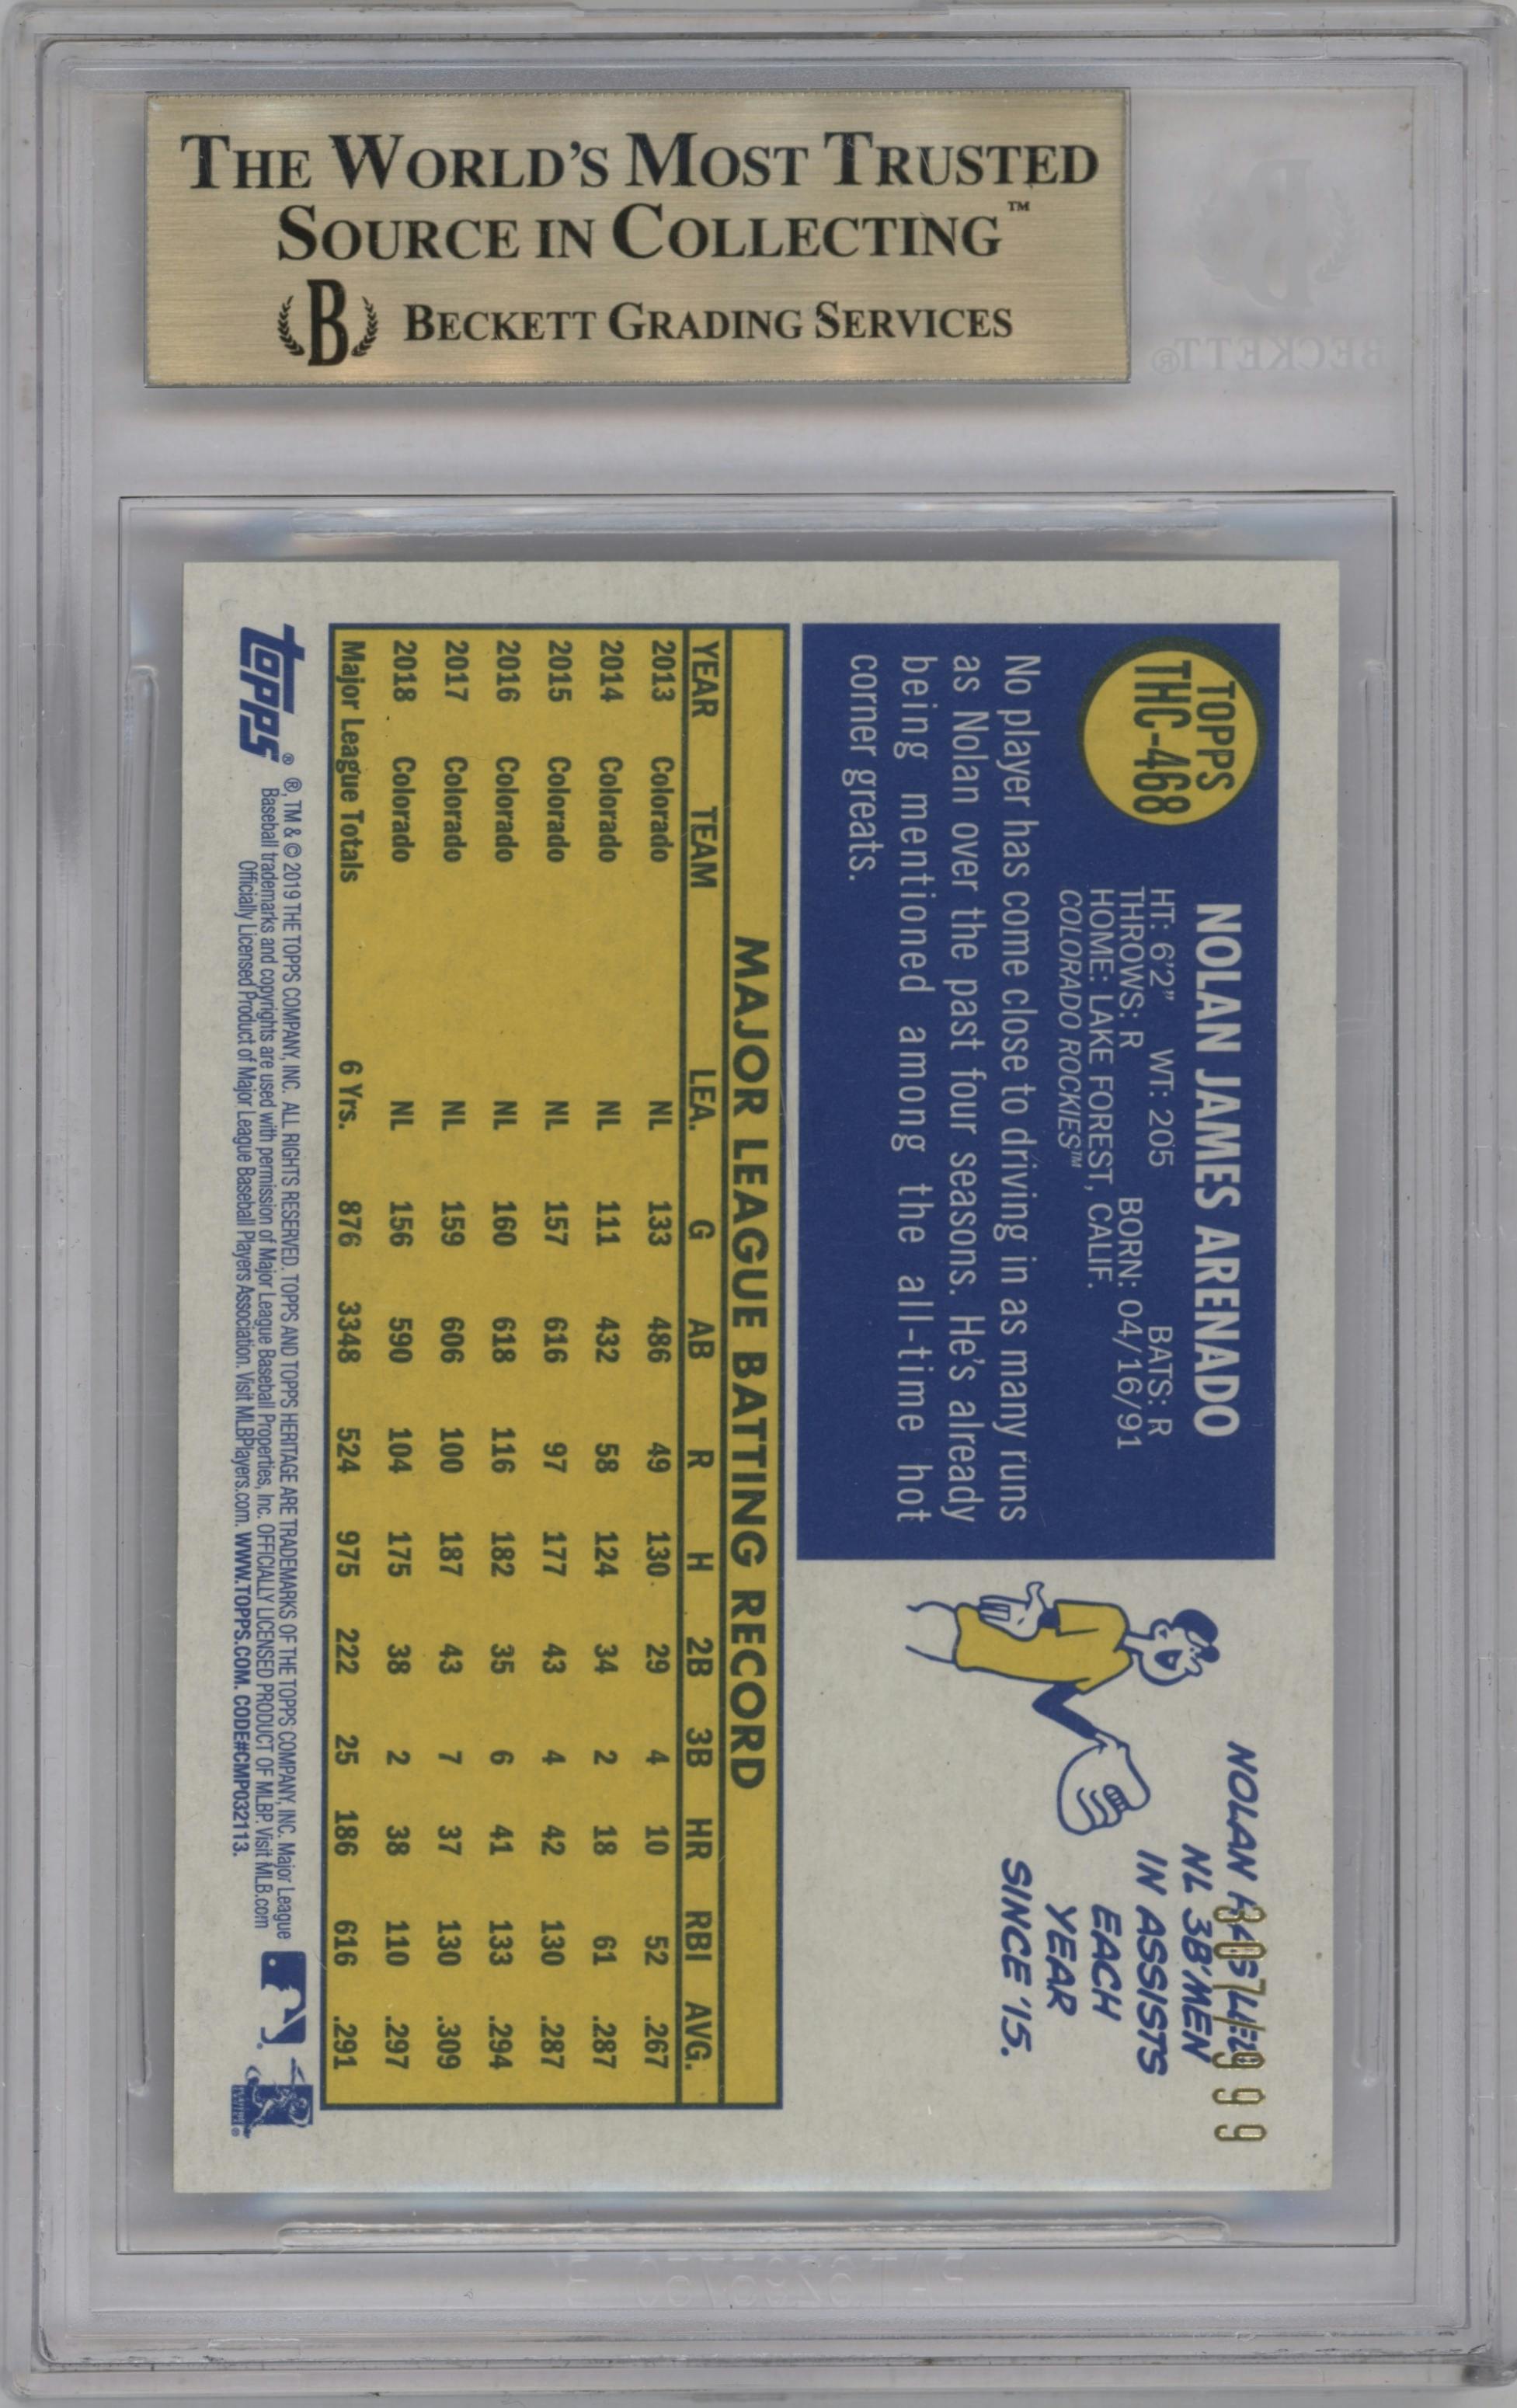 THE WORLD'S MOST TRUSTED
SOURCE IN COLLECTING™
B BECKETT GRADING SERVICES
BECKETT®
TOPPS
THC-468
NOLAN JAMES ARENADO
HT: 6'2" WT: 205 BATS: R
THROWS: R BORN: 04/16/91
HOME: LAKE FOREST, CALIF.
COLORADO ROCKIES™
No player has come close to driving in as many runs
as Nolan over the past four seasons. He's already
being mentioned among the all-time hot
corner greats.
NOLAN HAS LED
NL 3B'MEN
IN ASSISTS
EACH
YEAR
SINCE '15.
307/999
MAJOR LEAGUE BATTING RECORD
YEAR TEAM LEA. G AB R H 2B 3B HR RBI AVG.
2013 Colorado NL 133 486 49 130 29 4 10 52 .267
2014 Colorado NL 111 432 58 124 34 2 18 61 .287
2015 Colorado NL 157 616 97 177 43 4 42 130 .287
2016 Colorado NL 160 618 116 182 35 6 41 133 .294
2017 Colorado NL 159 606 100 187 43 7 37 130 .309
2018 Colorado NL 156 590 104 175 38 2 38 110 .297
Major League Totals 6 Yrs. 876 3348 524 975 222 25 186 616 .291
topps®
®, TM & © 2019 THE TOPPS COMPANY, INC. ALL RIGHTS RESERVED. TOPPS AND TOPPS HERITAGE ARE TRADEMARKS OF THE TOPPS COMPANY, INC. Major League
Baseball trademarks and copyrights are used with permission of Major League Baseball Properties, Inc. OFFICIALLY LICENSED PRODUCT OF MLBP. Visit MLB.com
Officially Licensed Product of Major League Baseball Players Association. Visit MLBPlayers.com. WWW.TOPPS.COM. CODE#CMP032113.